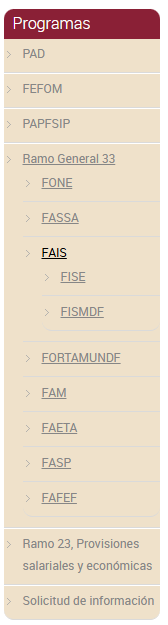 Programas
PAD
FEFOM
PAPFSIP
Ramo General 33
FONE
FASSA
FAIS
FISE
FISMDF
FORTAMUNDF
FAM
FAETA
FASP
FAFEF
Ramo 23, Provisiones
salariales y económicas
Solicitud de información